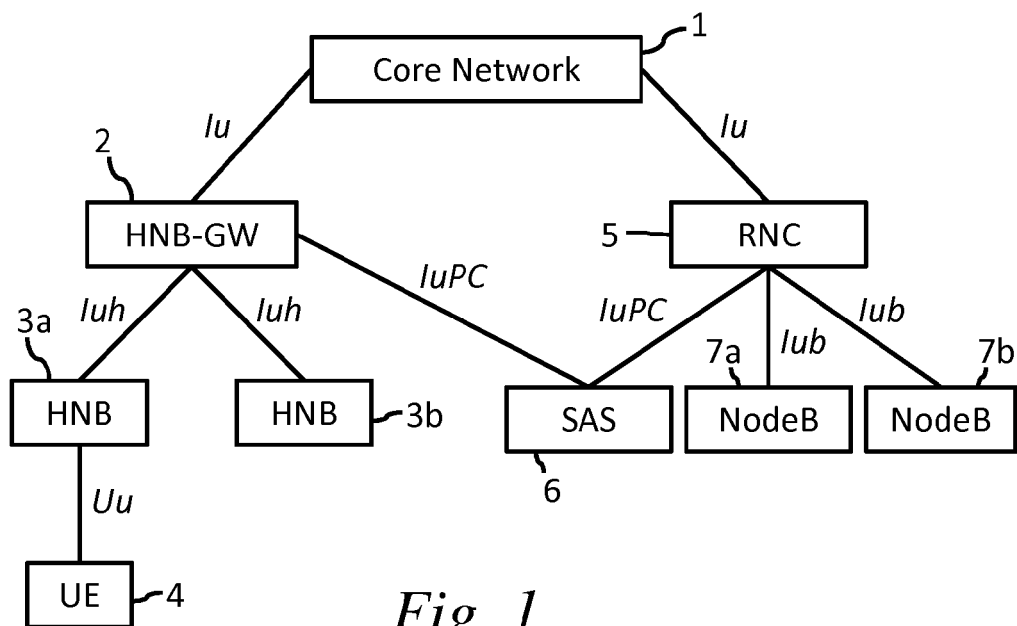 1
Core Network
Iu
Iu
2
HNB-GW
5
RNC
IuPC
Iuh
Iuh
IuPC
Iub
Iub
3a
7a
7b
HNB
HNB
3b
SAS
NodeB
NodeB
6
Uu
UE
4
Fig. 1